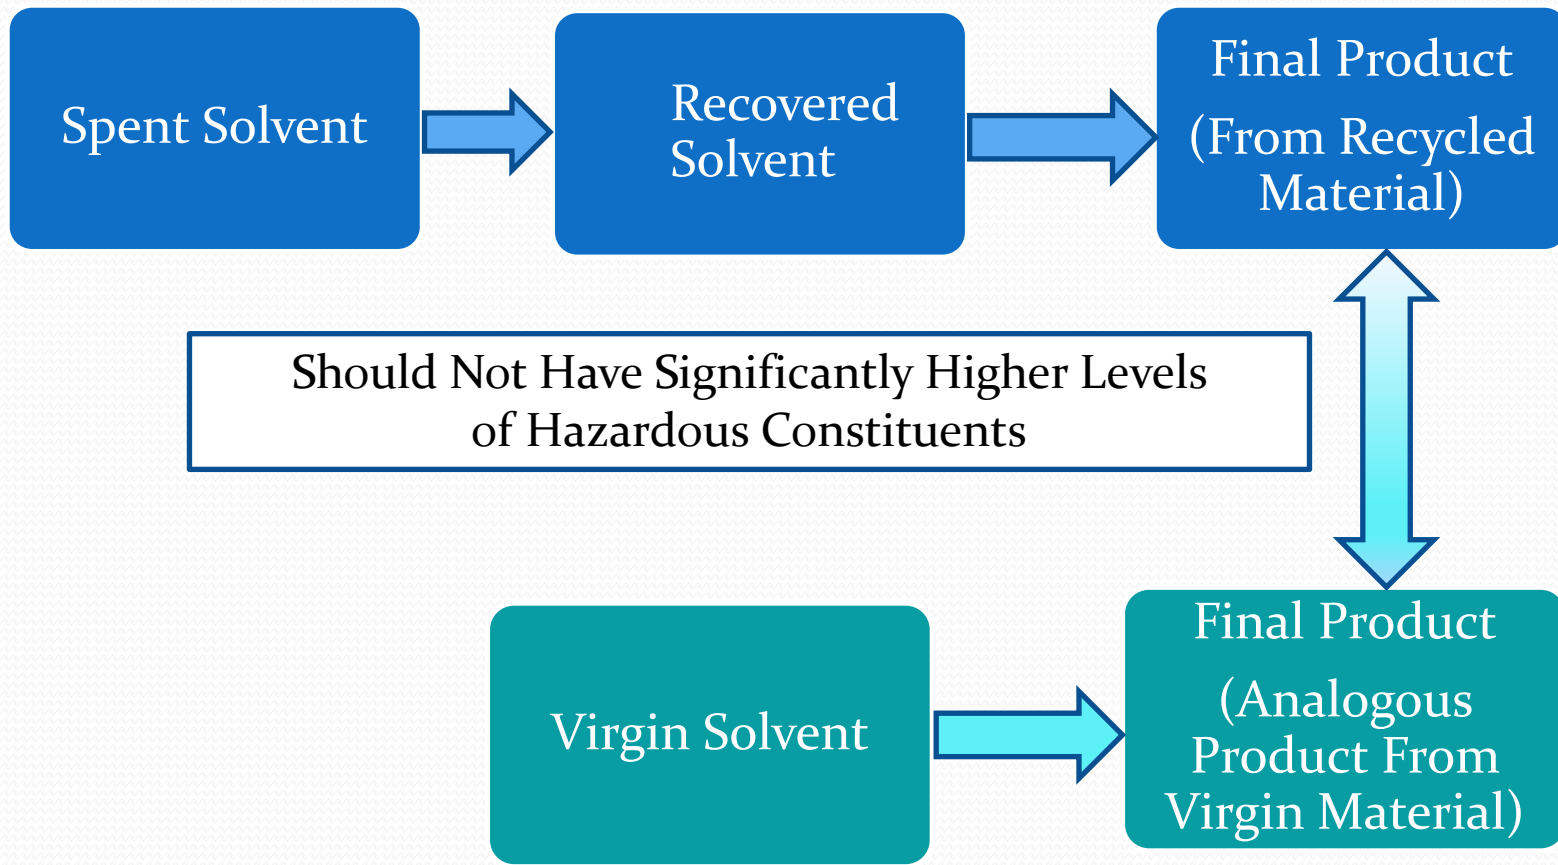 Spent Solvent
Recovered
Solvent
Final Product
(From Recycled
Material)
Should Not Have Significantly Higher Levels
of Hazardous Constituents
Virgin Solvent
Final Product
(Analogous
Product From
Virgin Material)